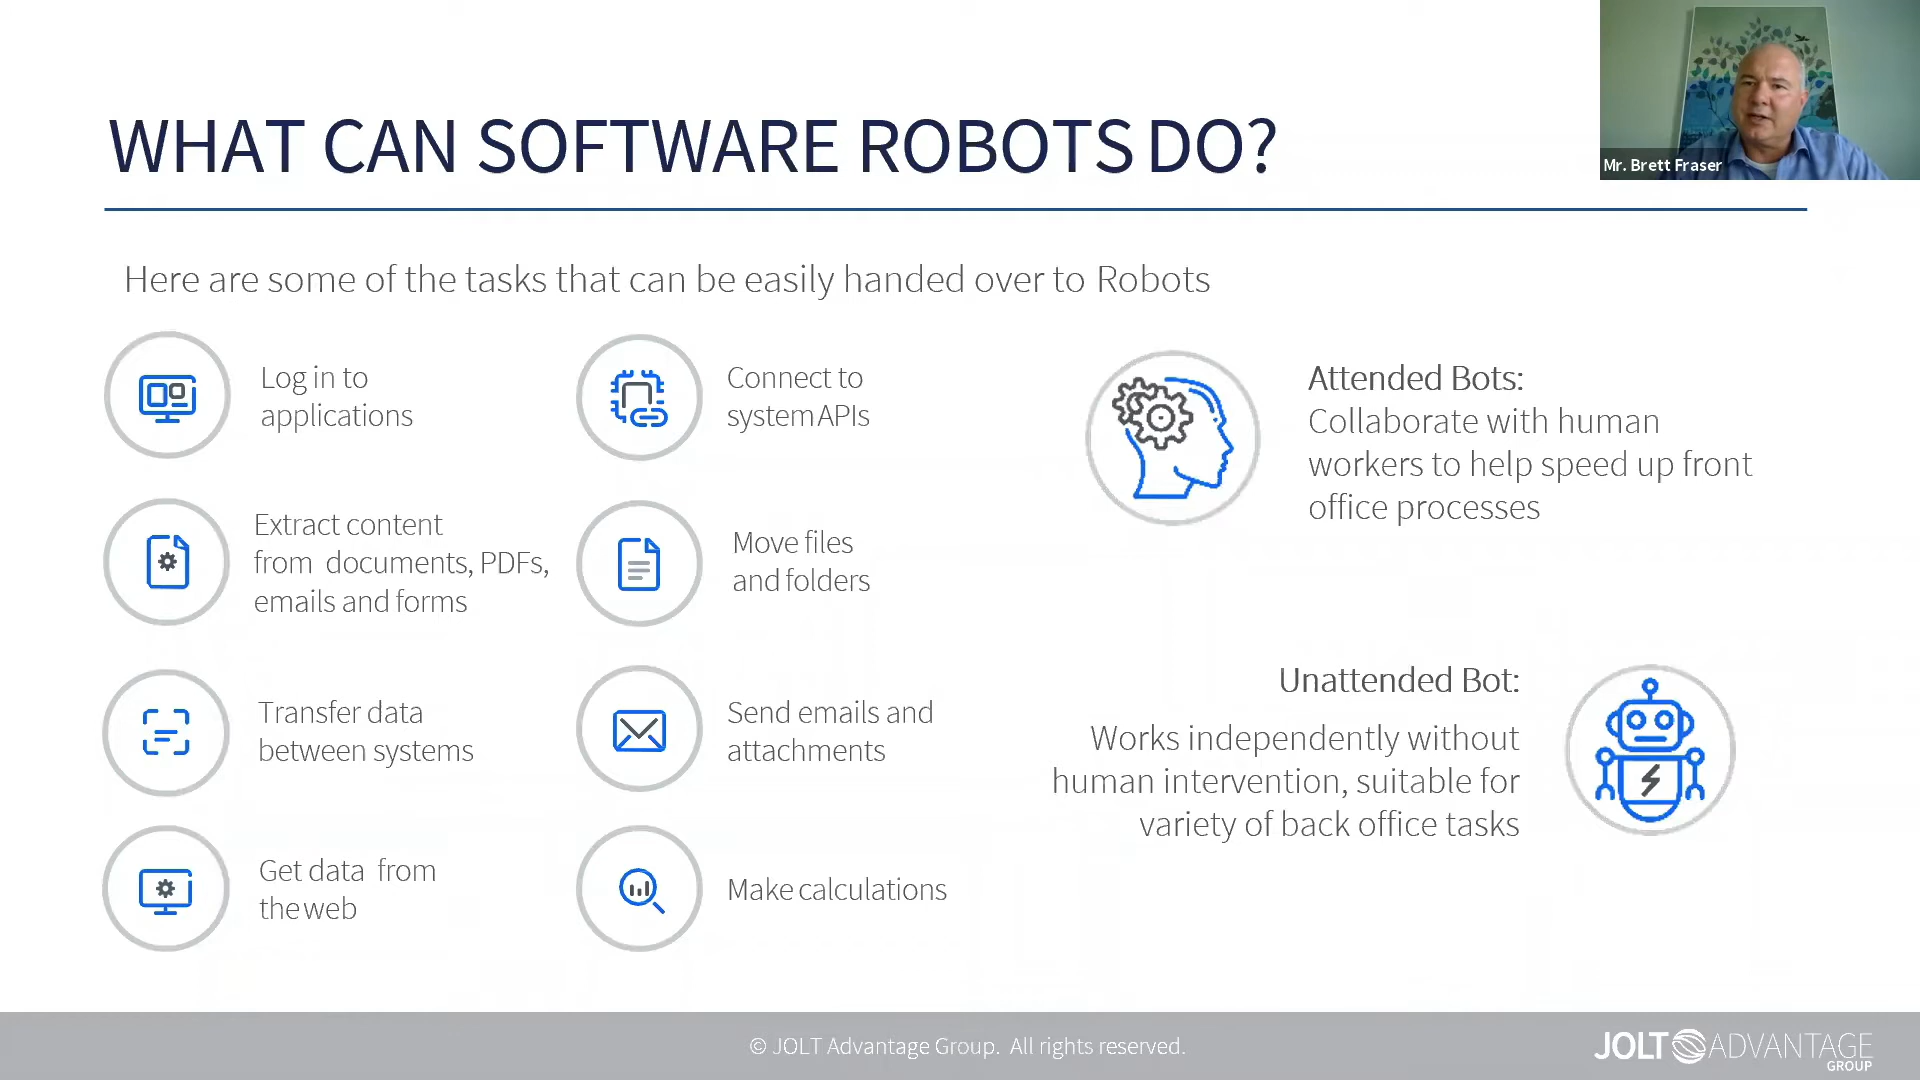 WHAT CAN SOFTWARE ROBOTS DO?
Mr. Brett Fraser
Here are some of the tasks that can be easily handed over to Robots
Log in to
applications
Extract content
from documents, PDFs,
emails and forms
Transfer data
between systems
Get data from
the web
Connect to
system APIs
Move files
and folders
Send emails and
attachments
Make calculations
Attended Bots:
Collaborate with human
workers to help speed up front
office processes
Unattended Bot:
Works independently without
human intervention, suitable for
variety of back office tasks
© JOLT Advantage Group. All rights reserved.
JOLT ADVANTAGE
GROUP